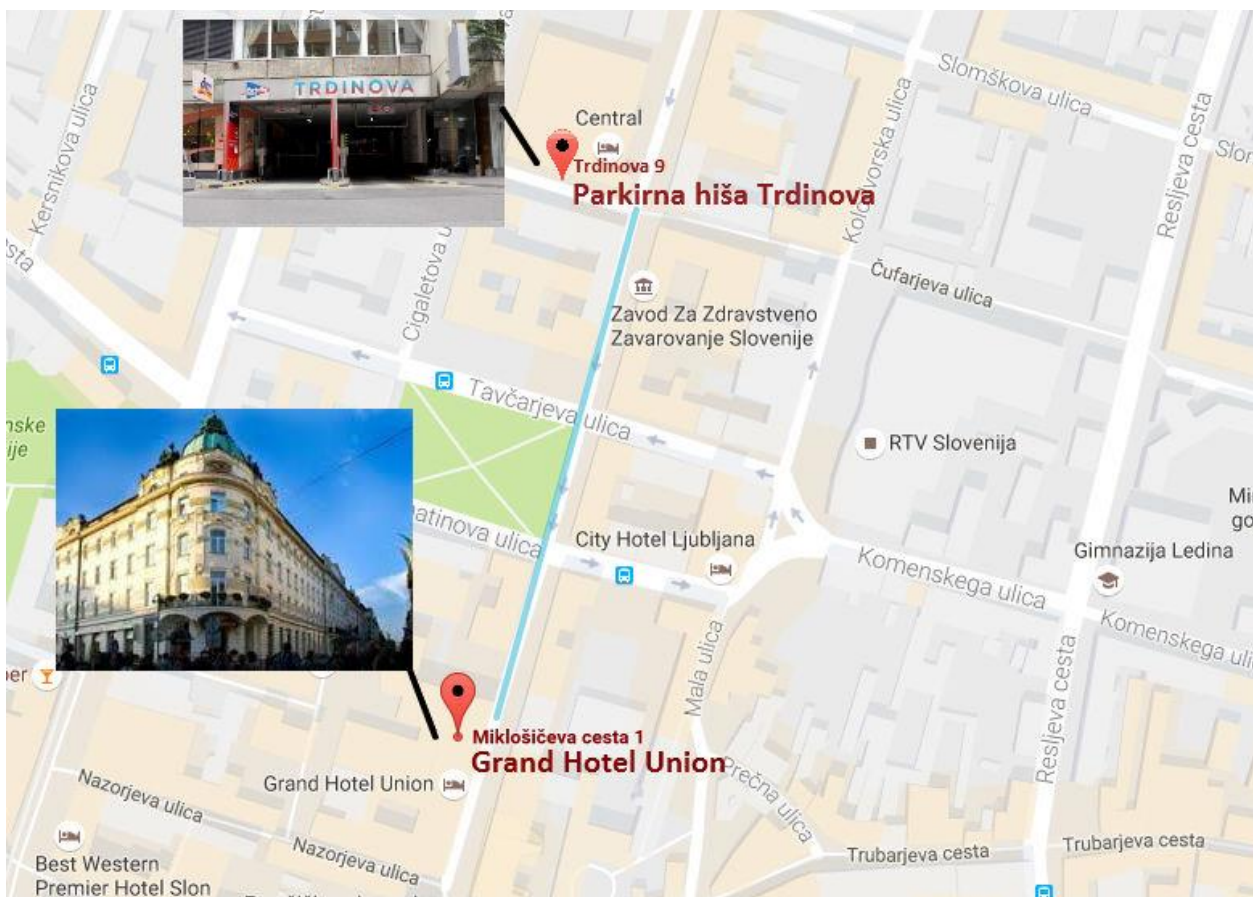 TRDINOVA
Central
Trdinova 9
Parkirna hiša Trdinova
Slomškova ulica
Kolodvorska ulica
Resljeva cesta
Kersnikova ulica
Čufarjeva ulica
Zavod Za Zdravstveno
Zavarovanje Slovenije
Tavčarjeva ulica
RTV Slovenija
City Hotel Ljubljana
Gimnazija Ledina
Komenskega ulica
Komenskega
Mala ulica
Resljeva cesta
Miklošičeva cesta 1
Grand Hotel Union
Grand Hotel Union
Prečna ulica
Nazorjeva ulica
Nazorjeva ulica
Trubarjeva cesta
Trubarjeva cesta
Best Western
Premier Hotel Slon